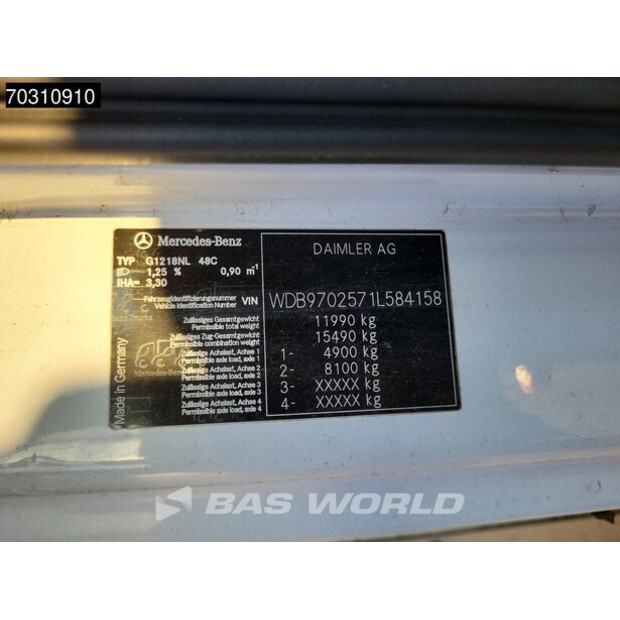 70310910
Mercedes-Benz
TYP G1218NL 48C
1,25 % 0,90 m⁻¹
IHA= 3,30
Fahrzeugidentifizierungsnummer
Vehicle Identification Number VIN
Zulässiges Gesamtgewicht
Permissible total weight
Zulässiges Zug-Gesamtgewicht
Permissible combination weight
Zulässige Achslast, Achse 1
Permissible axle load, axle 1
Zulässige Achslast, Achse 2
Permissible axle load, axle 2
Zulässige Achslast, Achse 3
Permissible axle load, axle 3
Zulässige Achslast, Achse 4
Permissible axle load, axle 4
Made in Germany
DAIMLER AG
WDB9702571L584158
11990 kg
15490 kg
1- 4900 kg
2- 8100 kg
3- XXXXX kg
4- XXXXX kg
BAS WORLD